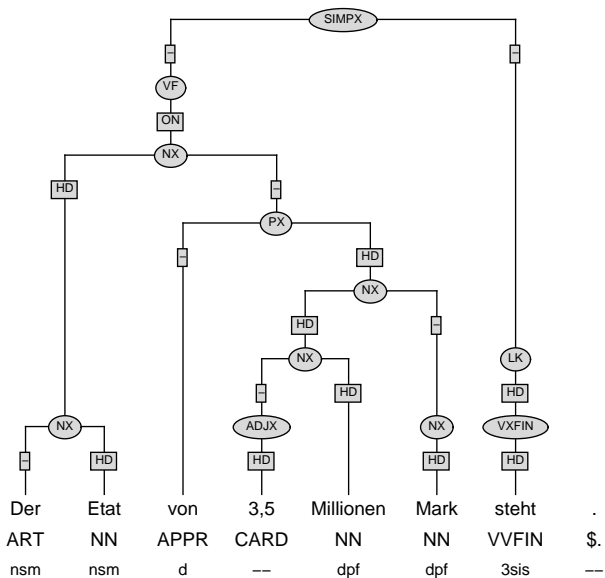 SIMPX
– –
VF
ON
NX
HD –
PX
– HD
NX
HD –
NX LK
– HD HD
NX ADJX NX VXFIN
– HD HD HD HD
Der Etat von 3,5 Millionen Mark steht .
ART NN APPR CARD NN NN VVFIN $.
nsm nsm d –– dpf dpf 3sis ––